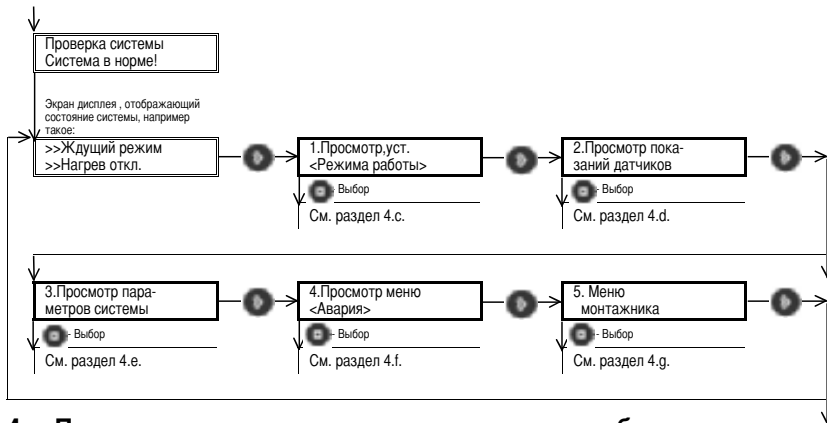 Проверка системы
Система в норме!
Экран дисплея , отображающий
состояние системы, например
такое:
>>Ждущий режим
>>Нагрев откл.
1.Просмотр,уст.
<Режима работы>
2.Просмотр пока-
заний датчиков
- Выбор
См. раздел 4.c.
- Выбор
См. раздел 4.d.
3.Просмотр пара-
метров системы
4.Просмотр меню
<Авария>
5. Меню
монтажника
- Выбор
См. раздел 4.e.
- Выбор
См. раздел 4.f.
- Выбор
См. раздел 4.g.